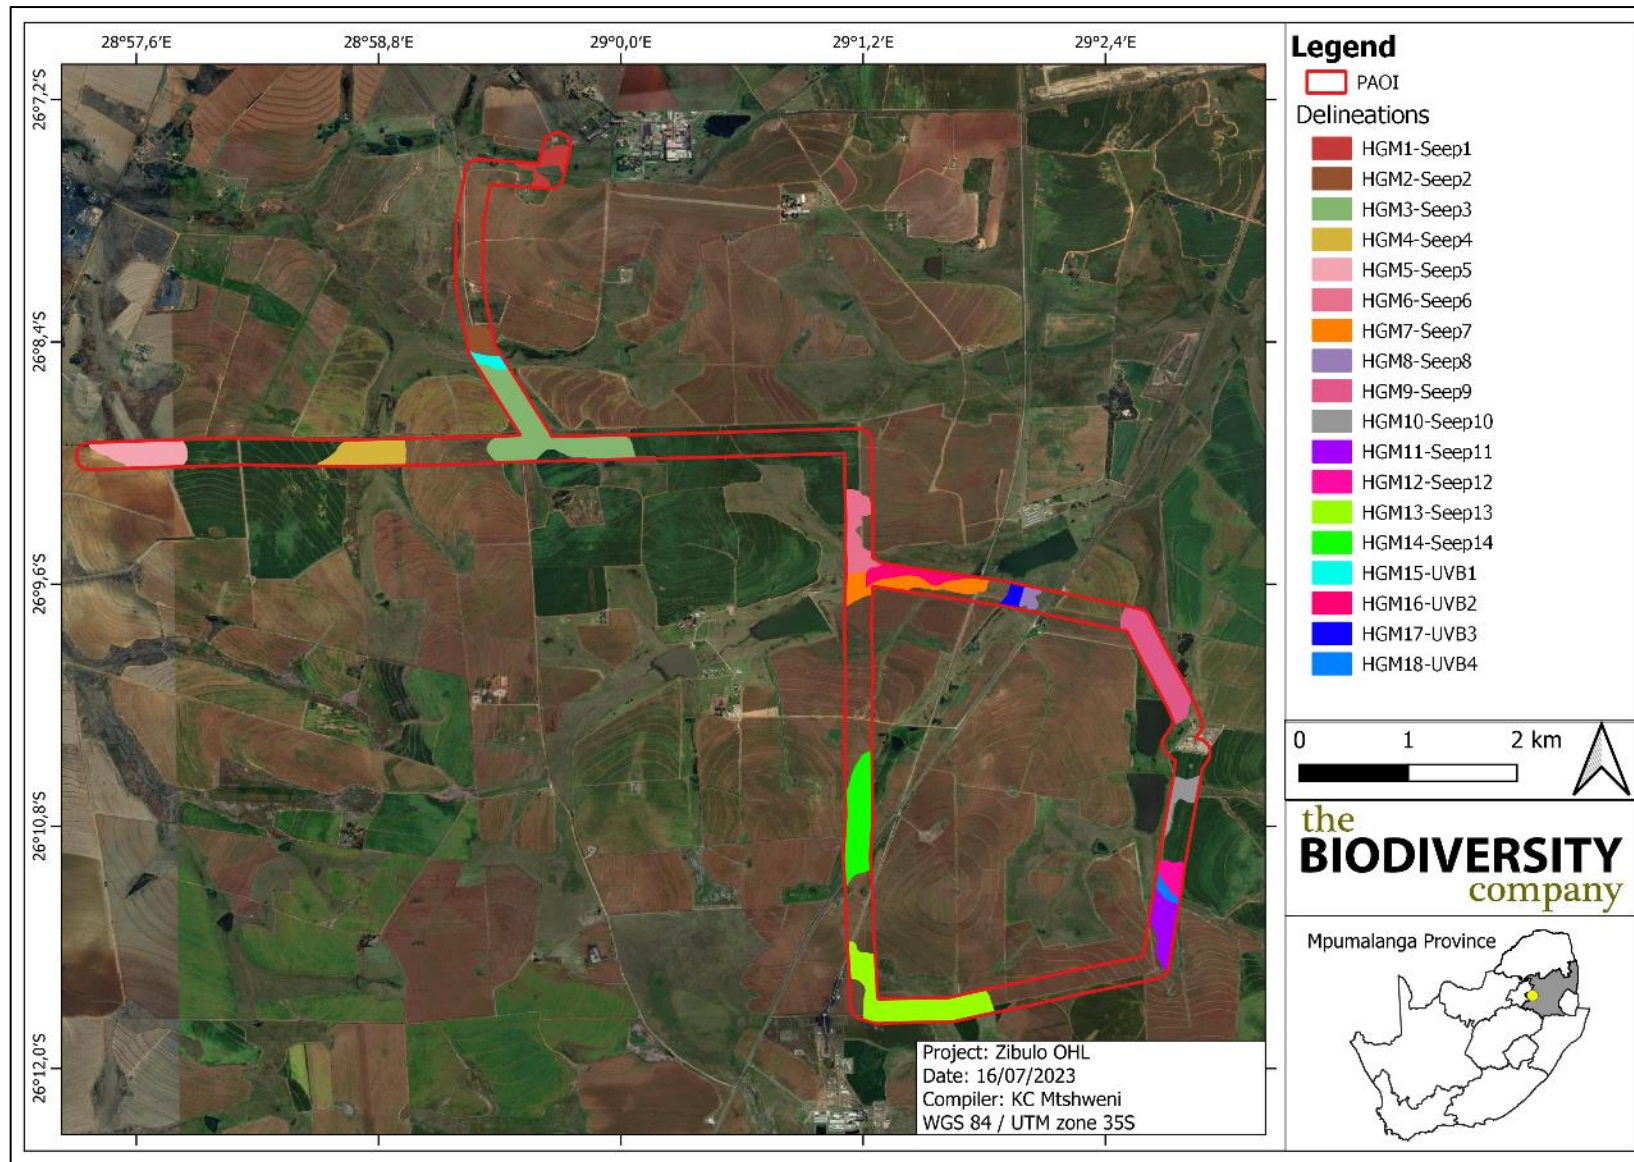 28°57,6'E 28°58,8'E 29°0,0'E 29°1,2'E 29°2,4'E
26°7,2'S
26°8,4'S
26°9,6'S
26°10,8'S
26°12,0'S
Project: Zibulo OHL
Date: 16/07/2023
Compiler: KC Mtshweni
WGS 84 / UTM zone 35S
Legend
PAOI
Delineations
HGM1-Seep1
HGM2-Seep2
HGM3-Seep3
HGM4-Seep4
HGM5-Seep5
HGM6-Seep6
HGM7-Seep7
HGM8-Seep8
HGM9-Seep9
HGM10-Seep10
HGM11-Seep11
HGM12-Seep12
HGM13-Seep13
HGM14-Seep14
HGM15-UVB1
HGM16-UVB2
HGM17-UVB3
HGM18-UVB4
0 1 2 km
the
BIODIVERSITY
company
Mpumalanga Province